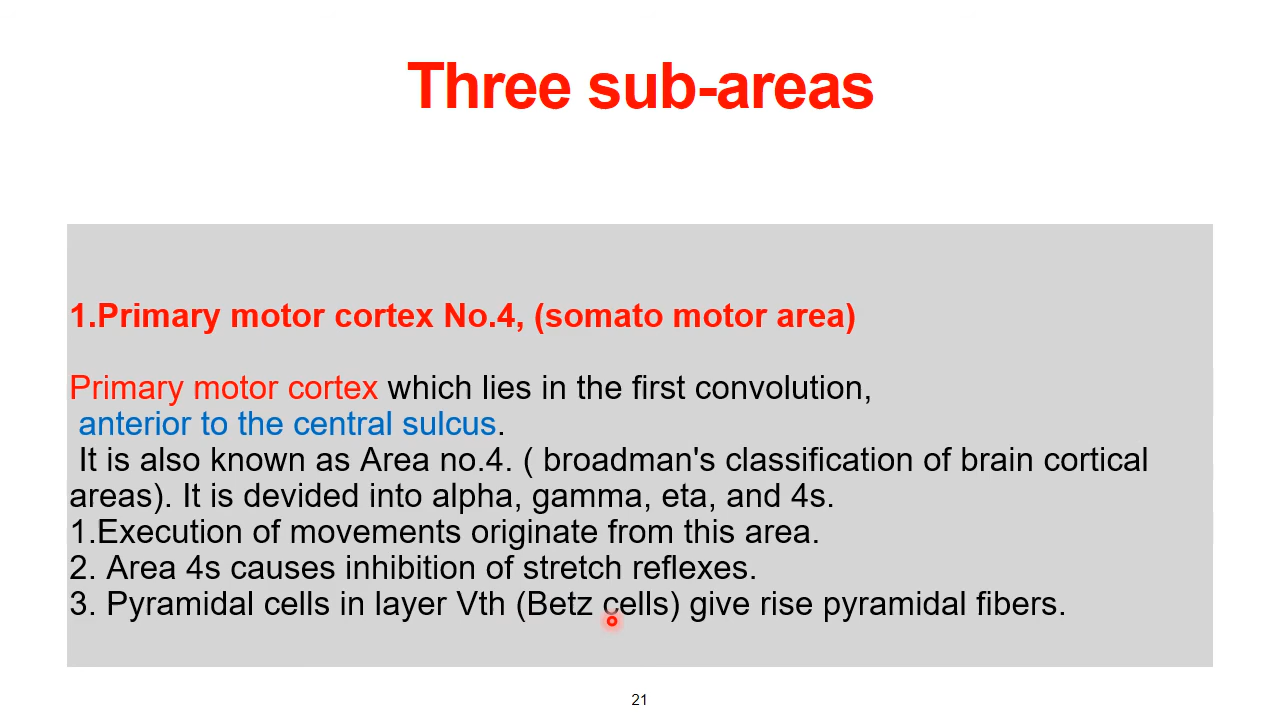 Three sub-areas
1.Primary motor cortex No.4, (somato motor area)
Primary motor cortex which lies in the first convolution,
anterior to the central sulcus.
It is also known as Area no.4. ( broadman's classification of brain cortical
areas). It is devided into alpha, gamma, eta, and 4s.
1.Execution of movements originate from this area.
2. Area 4s causes inhibition of stretch reflexes.
3. Pyramidal cells in layer Vth (Betz cells) give rise pyramidal fibers.
21